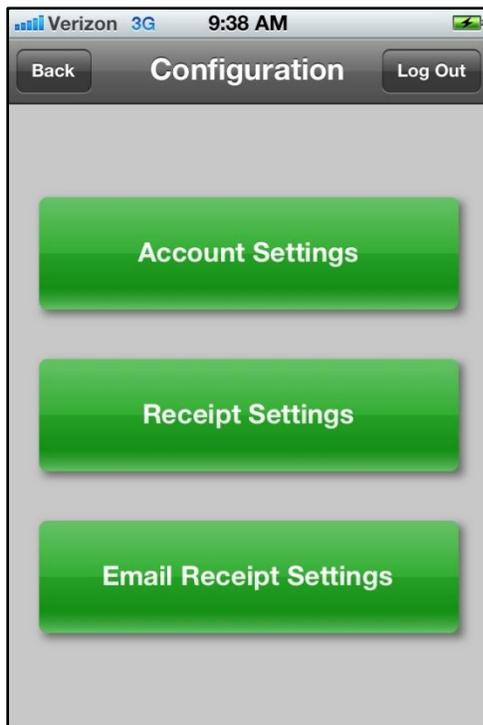 Verizon 3G 9:38 AM
Back Configuration Log Out
Account Settings
Receipt Settings
Email Receipt Settings